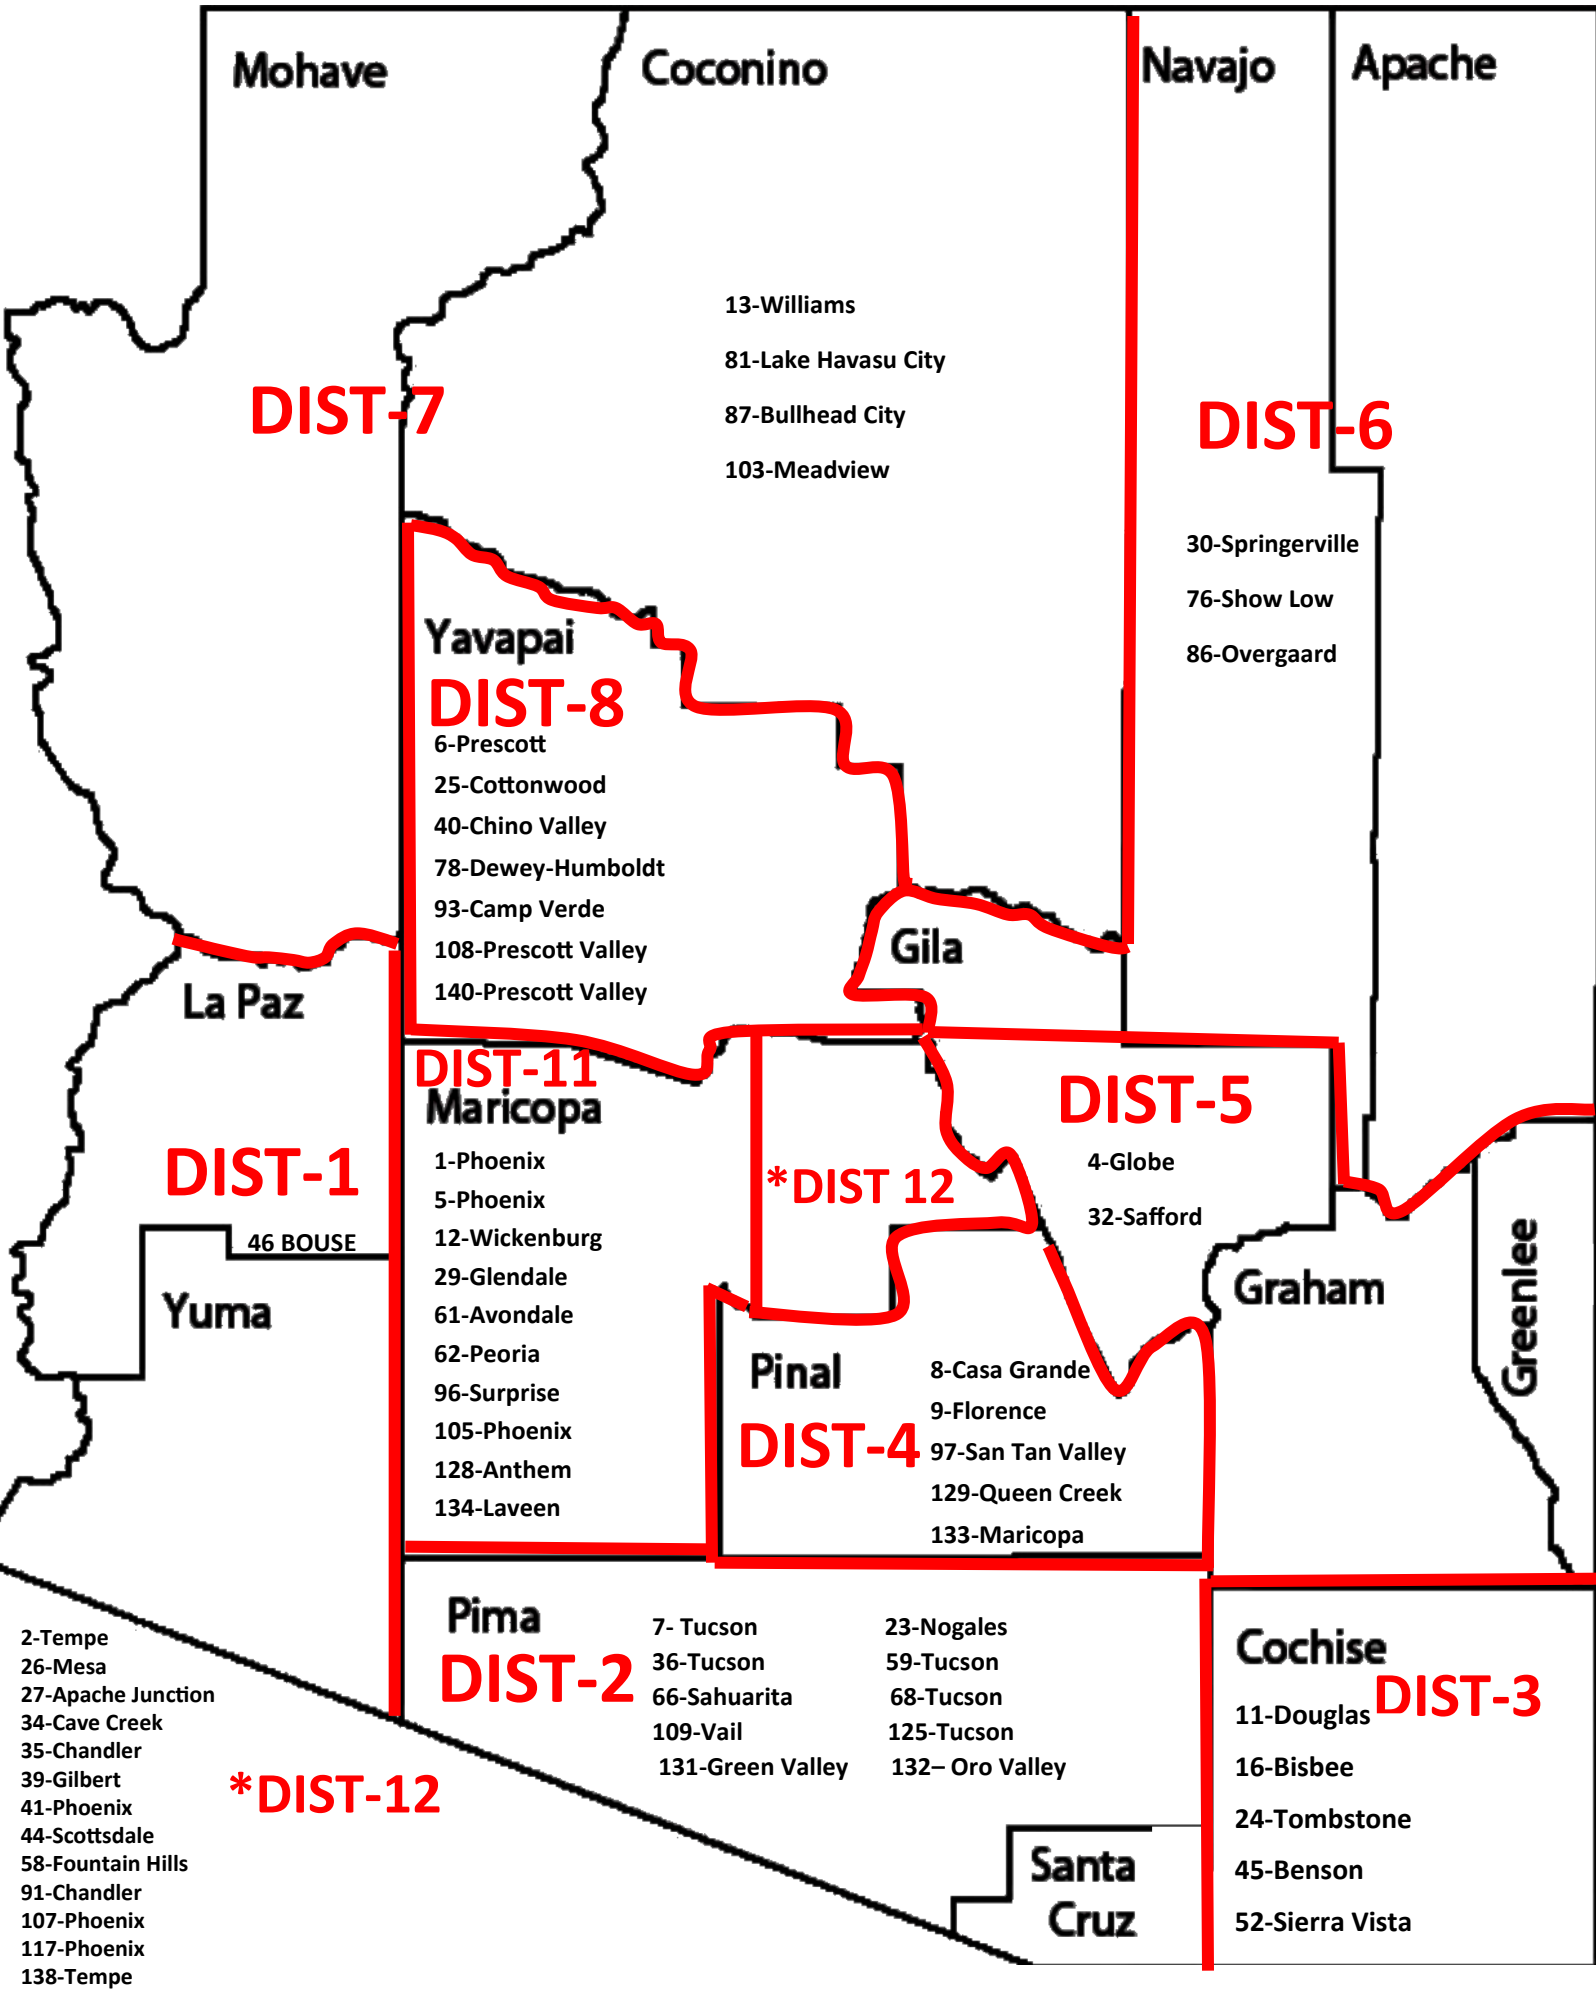 Mohave
Coconino
Navajo
Apache
13-Williams
81-Lake Havasu City
87-Bullhead City
103-Meadview
DIST-7
DIST-6
30-Springerville
76-Show Low
86-Overgaard
Yavapai
DIST-8
6-Prescott
25-Cottonwood
40-Chino Valley
78-Dewey-Humboldt
93-Camp Verde
108-Prescott Valley
140-Prescott Valley
Gila
La Paz
DIST-1
46 BOUSE
Yuma
DIST-11
Maricopa
1-Phoenix
5-Phoenix
12-Wickenburg
29-Glendale
61-Avondale
62-Peoria
96-Surprise
105-Phoenix
128-Anthem
134-Laveen
*DIST 12
DIST-5
4-Globe
32-Safford
Graham
Greenlee
Pinal
DIST-4
8-Casa Grande
9-Florence
97-San Tan Valley
129-Queen Creek
133-Maricopa
Pima
DIST-2
7- Tucson
36-Tucson
66-Sahuarita
109-Vail
131-Green Valley
23-Nogales
59-Tucson
68-Tucson
125-Tucson
132– Oro Valley
Cochise
DIST-3
11-Douglas
16-Bisbee
24-Tombstone
45-Benson
52-Sierra Vista
Santa
Cruz
2-Tempe
26-Mesa
27-Apache Junction
34-Cave Creek
35-Chandler
39-Gilbert
41-Phoenix
44-Scottsdale
58-Fountain Hills
91-Chandler
107-Phoenix
117-Phoenix
138-Tempe
*DIST-12